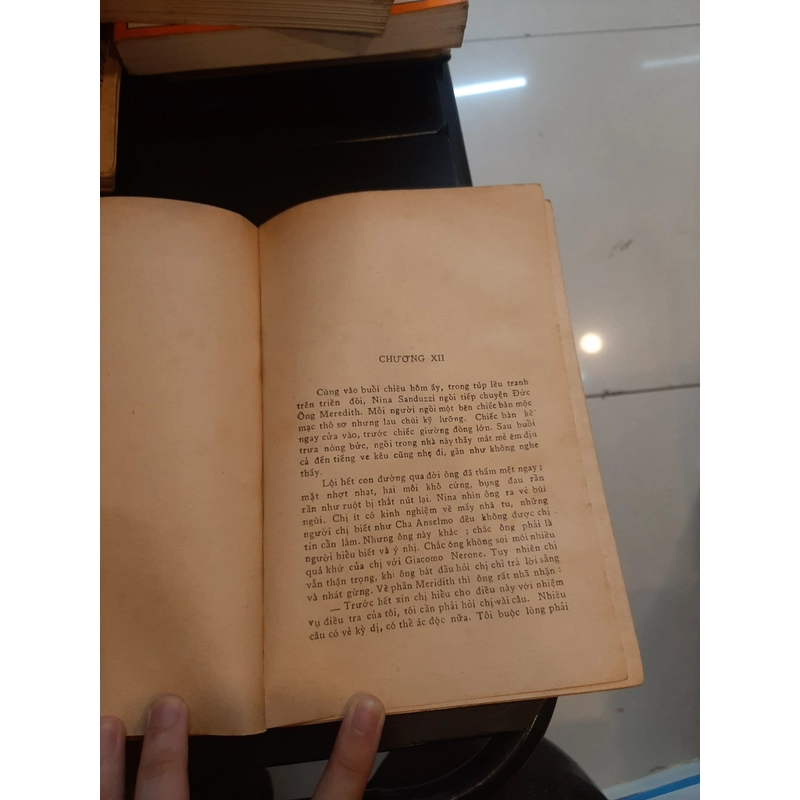 CHƯƠNG XII
Cũng vào buổi chiều hôm ấy, trong túp lều tranh
trên triền đồi, Nina Sanduzzi ngồi tiếp chuyện Đức
Ông Meredith. Mỗi người ngồi một bên chiếc bàn mộc
mạc thô sơ nhưng lau chùi kỹ lưỡng. Chiếc bàn kê
ngay cửa vào, trước chiếc giường đòng lớn. Sau buổi
trưa nóng bức, ngồi trong nhà này thấy mát mẻ êm dịu
cả đến tiếng ve kêu cũng nhẹ đi, gần như không nghe
thấy.
Lội hết con đường qua đời ông đã thấm mệt ngay ;
mặt nhợt nhạt, hai môi khô cứng, bụng đau rần
rần như ruột bị thắt nút lại. Nina nhìn ông ra vẻ bùi
ngùi. Chị ít có kinh nghiệm về mấy nhà tu, những
người chị biết như Cha Anselmo đều không được chị
tin cẩn lắm. Nhưng ông này khác ; chắc ông phải là
người hiểu biết và ý nhị. Chắc ông không soi mói nhiều
quá khứ của chị với Giacomo Nerone. Tuy nhiên chị
vẫn thận trọng, khi ông bắt đầu hỏi chị chỉ trả lời sẵng
và nhát gừng. Về phần Meridith thì ông rất nhã nhặn :
— Trước hết xin chị hiểu cho điều này với nhiệm
vụ điều tra của tôi, tôi cần phải hỏi chị vài câu. Nhiều
câu có vẻ kỳ dị, có thể ác độc nữa. Tôi buộc lòng phải